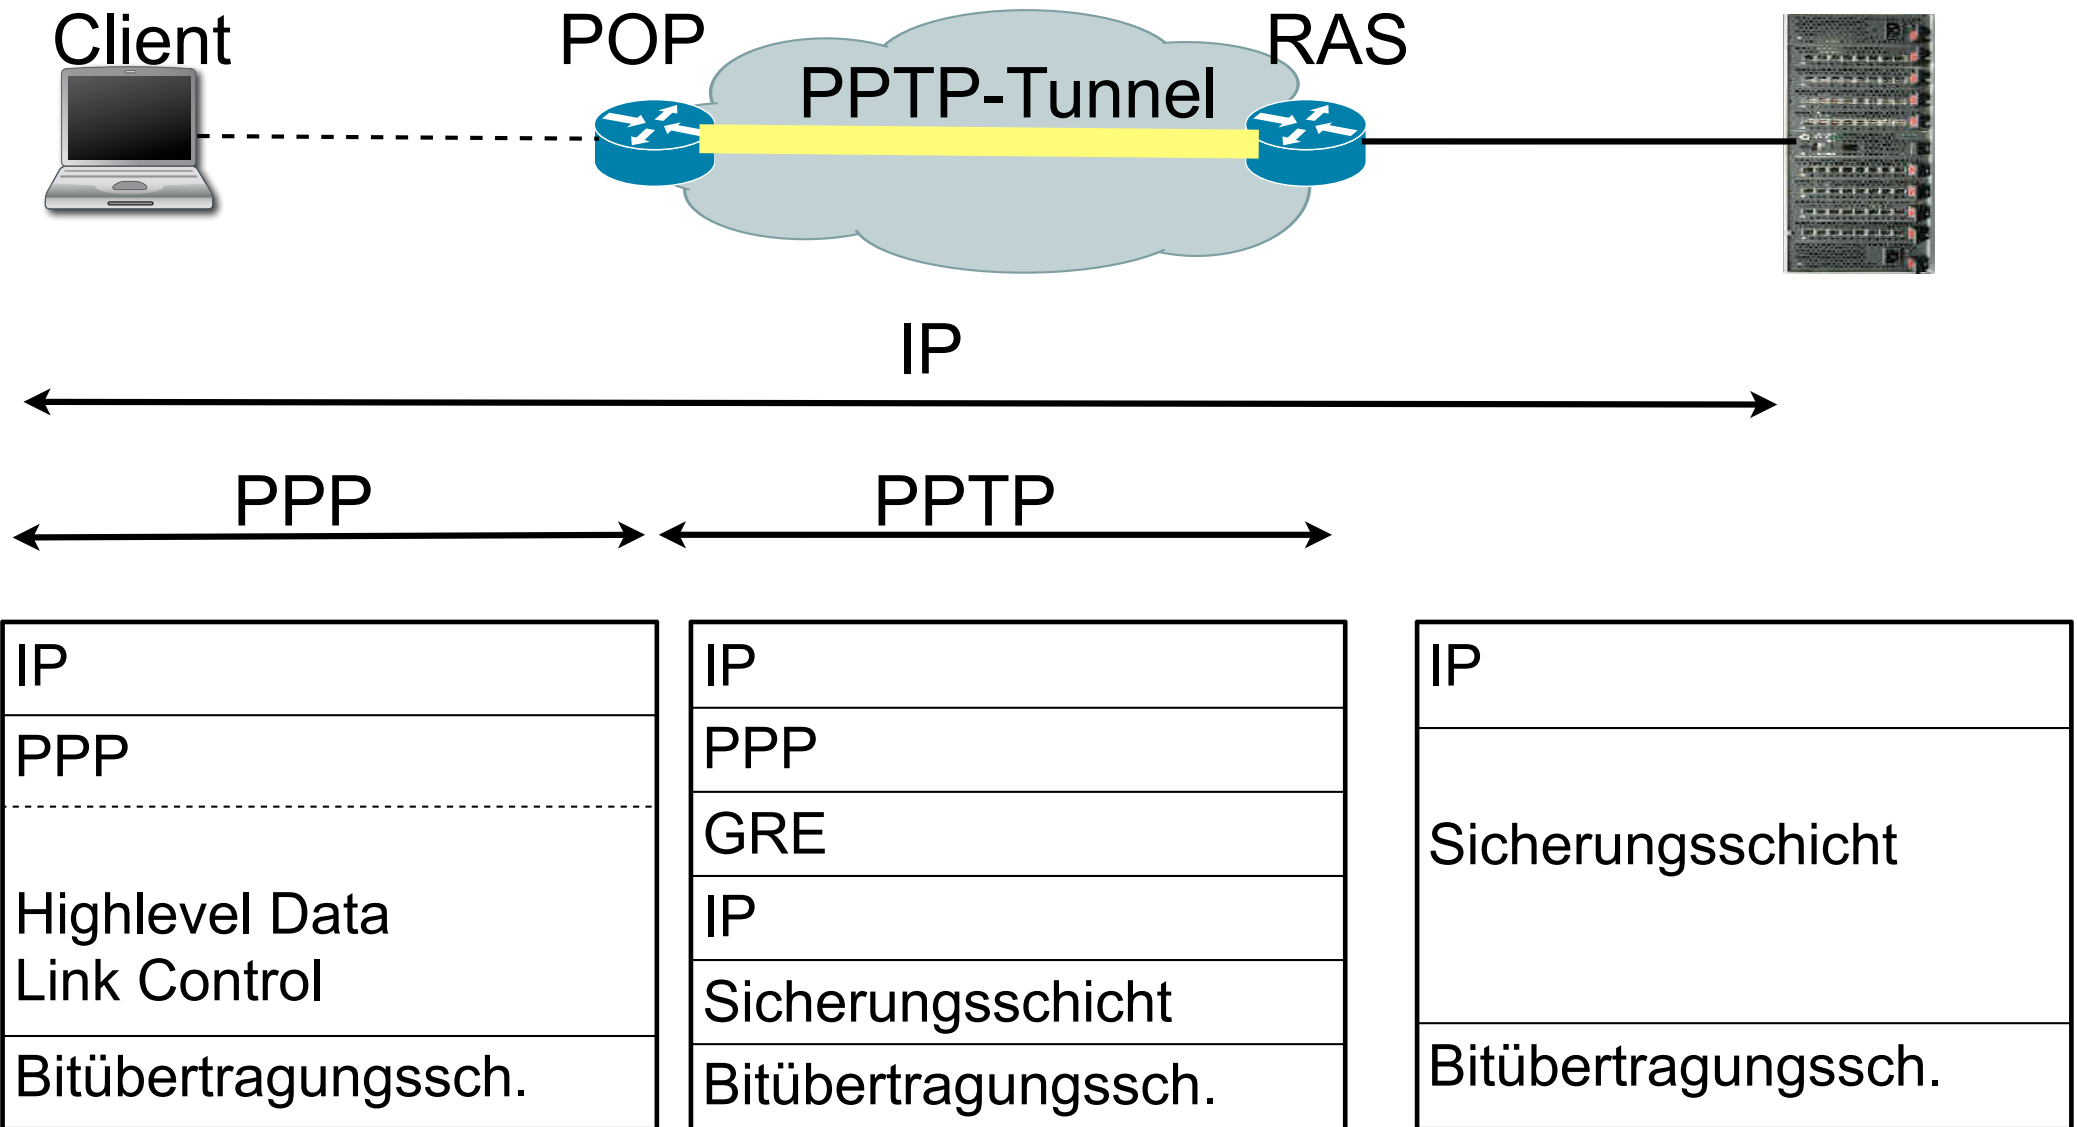 Client
POP
RAS
PPTP-Tunnel
IP
PPP
PPTP
IP
PPP
Highlevel Data
Link Control
Bitübertragungssch.
IP
PPP
GRE
IP
Sicherungsschicht
Bitübertragungssch.
IP
Sicherungsschicht
Bitübertragungssch.